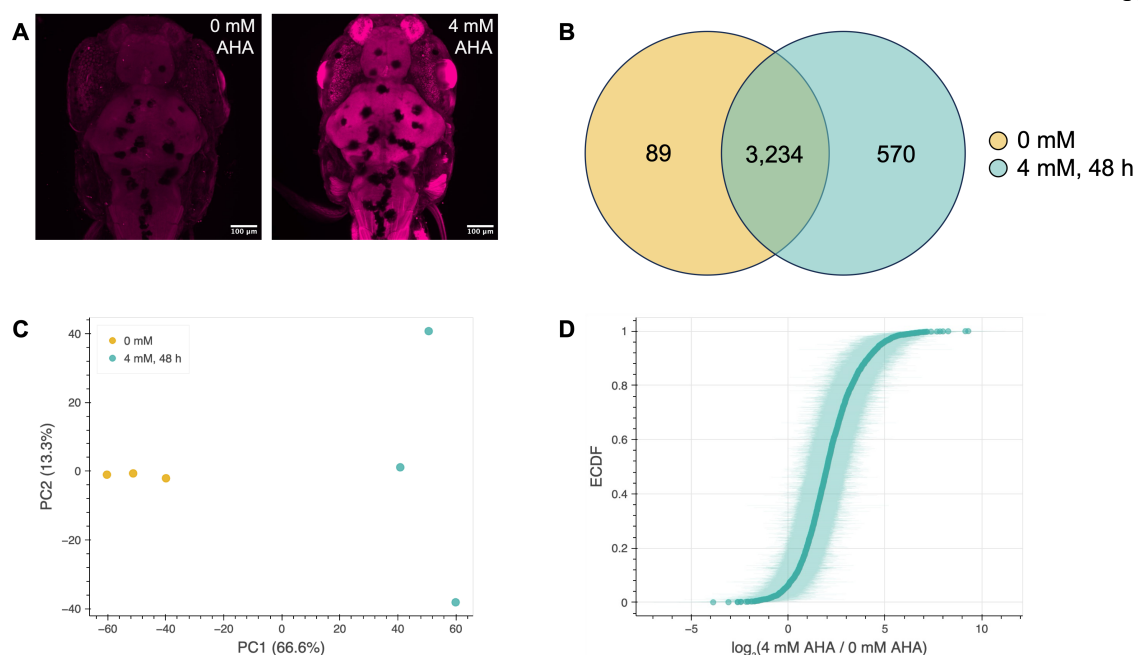 A
0 mM
AHA
100 µm
4 mM
AHA
100 µm
B
89
3,234
570
0 mM
4 mM, 48 h
C
0 mM
4 mM, 48 h
40
20
0
−20
−40
PC2 (13.3%)
−60
−40
−20
0
20
40
60
PC1 (66.6%)
D
1
0.8
0.6
0.4
0.2
0
ECDF
−5
0
5
10
log₂(4 mM AHA / 0 mM AHA)